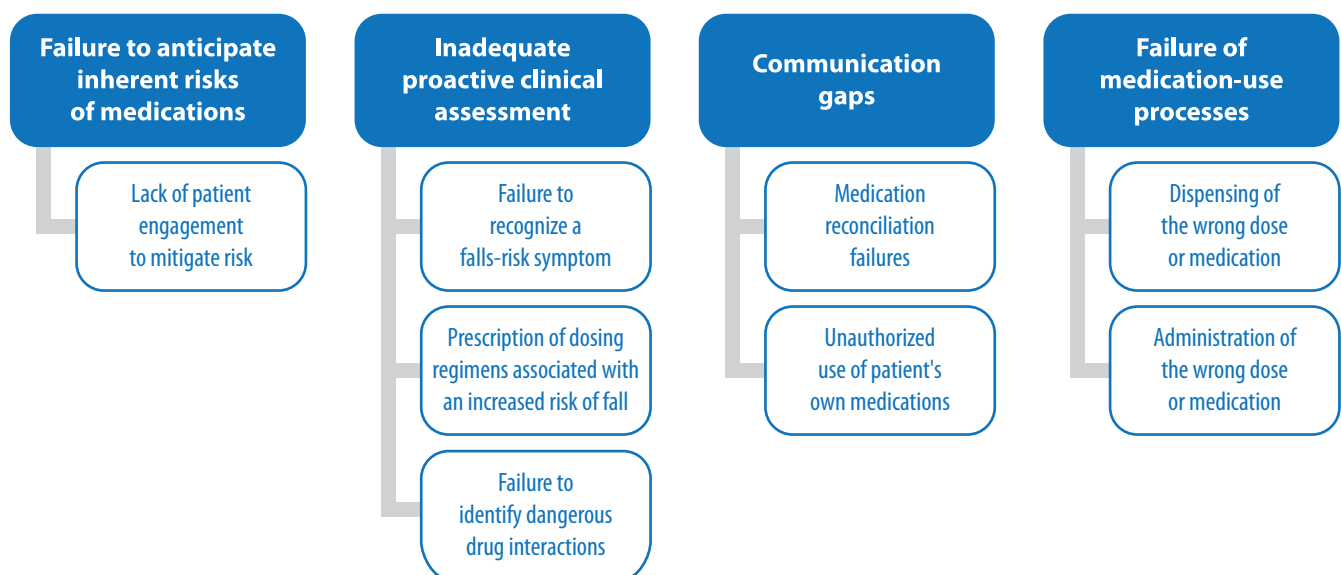 Failure to anticipate
inherent risks
of medications
Lack of patient
engagement
to mitigate risk
Inadequate
proactive clinical
assessment
Failure to
recognize a
falls-risk symptom
Prescription of dosing
regimens associated with
an increased risk of fall
Failure to
identify dangerous
drug interactions
Communication
gaps
Medication
reconciliation
failures
Unauthorized
use of patient's
own medications
Failure of
medication-use
processes
Dispensing of
the wrong dose
or medication
Administration of
the wrong dose
or medication